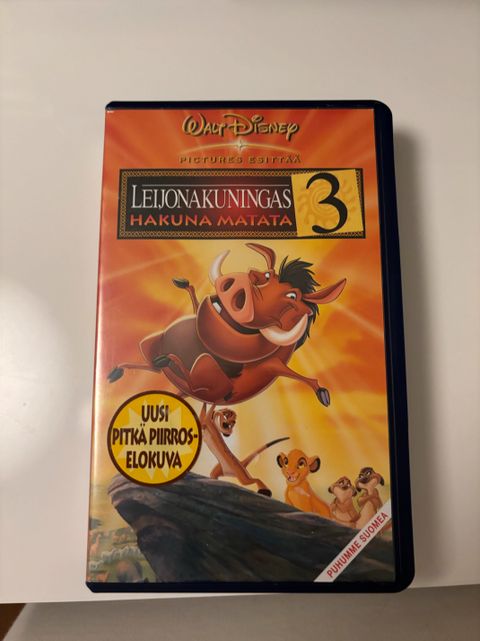 WALT DISNEY
PICTURES ESITTÄÄ
LEIJONAKUNINGAS
HAKUNA MATATA
3
UUSI
PITKÄ PIIRROS-
ELOKUVA
PUHUMME SUOMEA